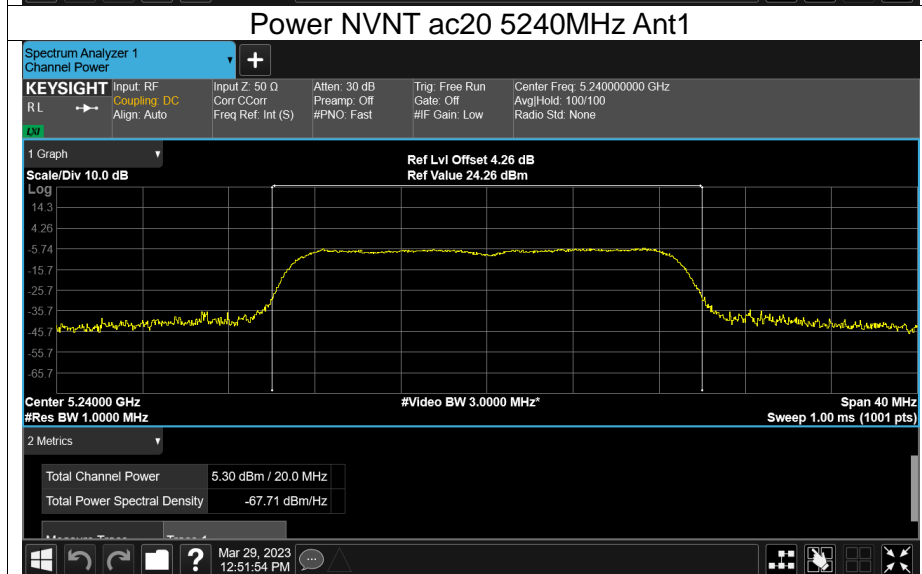 Power NVNT ac20 5240MHz Ant1
Spectrum Analyzer 1
Channel Power
+
KEYSIGHT
R L
LXI
Input: RF
Coupling: DC
Align: Auto
Input Z: 50 Ω
Corr CCorr
Freq Ref: Int (S)
Atten: 30 dB
Preamp: Off
#PNO: Fast
Trig: Free Run
Gate: Off
#IF Gain: Low
Center Freq: 5.240000000 GHz
Avg|Hold: 100/100
Radio Std: None
1 Graph
Scale/Div 10.0 dB
Ref Lvl Offset 4.26 dB
Ref Value 24.26 dBm
Log
14.3
4.26
-5.74
-15.7
-25.7
-35.7
-45.7
-55.7
-65.7
Center 5.24000 GHz
#Video BW 3.0000 MHz*
Span 40 MHz
#Res BW 1.0000 MHz
Sweep 1.00 ms (1001 pts)
2 Metrics
Total Channel Power 5.30 dBm / 20.0 MHz
Total Power Spectral Density -67.71 dBm/Hz
?
Mar 29, 2023
12:51:54 PM